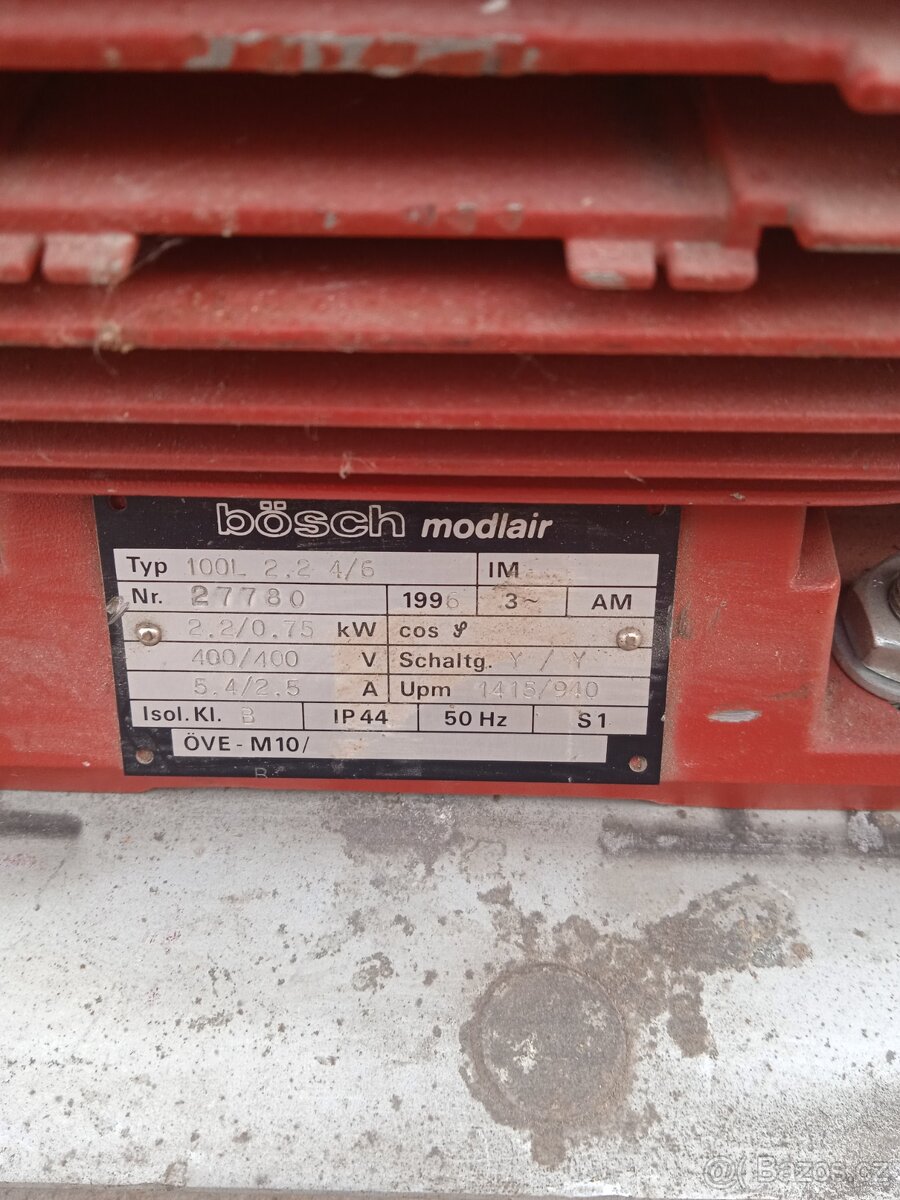 bösch modlair
Typ 100L 2.2 4/6 IM
Nr. 27780 1996 3~ AM
2.2/0.75 kW cos φ
400/400 V Schaltg. Y / Y
5.4/2.5 A Upm 1415/940
Isol.Kl. B IP44 50 Hz S1
ÖVE-M10/
B
@ Bazos.cz